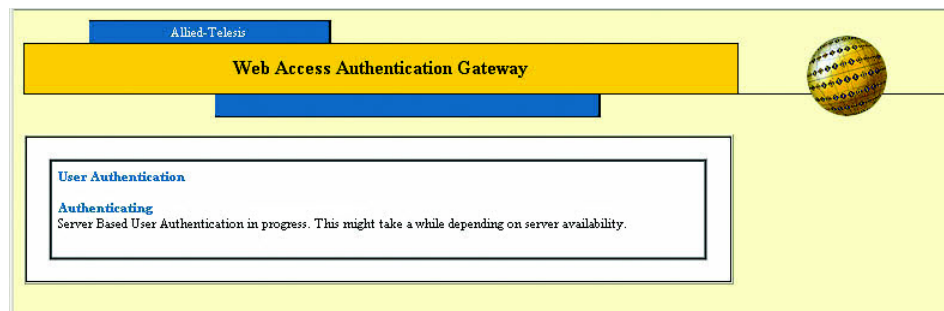 Allied-Telesis
Web Access Authentication Gateway
User Authentication
Authenticating
Server Based User Authentication in progress. This might take a while depending on server availability.